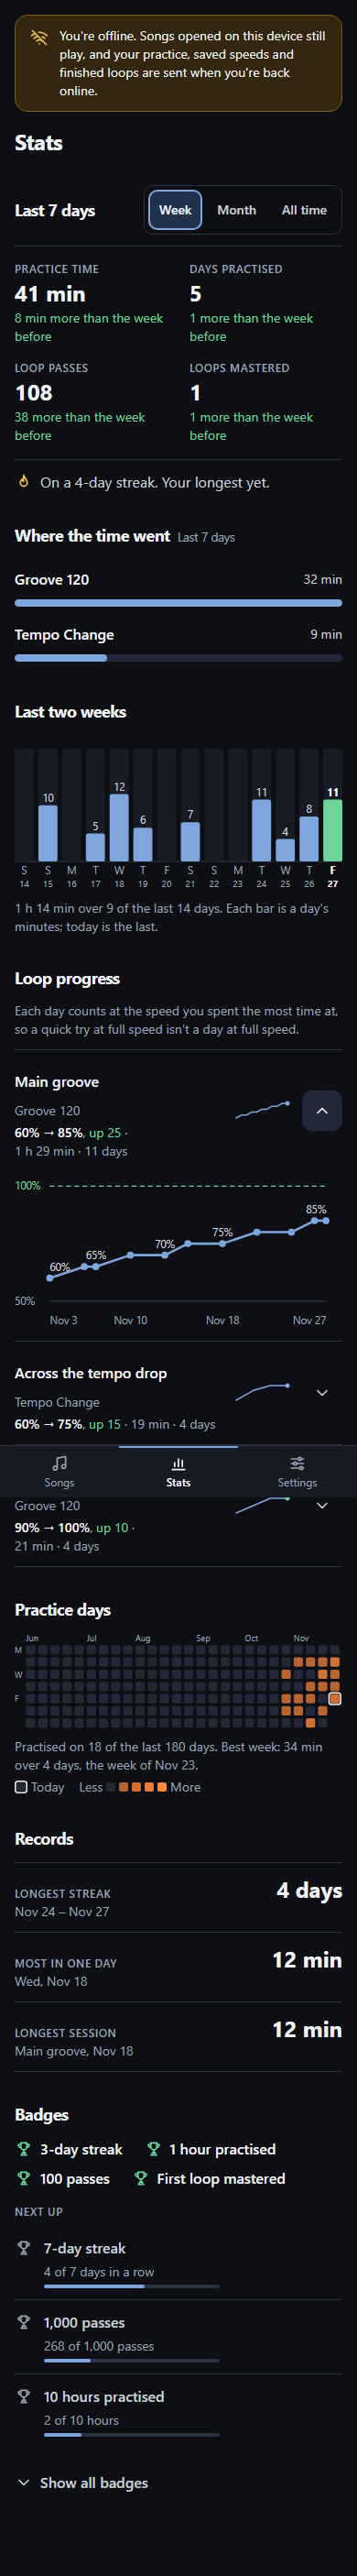 You're offline. Songs opened on this device still
play, and your practice, saved speeds and
finished loops are sent when you're back
online.
Stats
Last 7 days
Week
Month
All time
PRACTICE TIME
41 min
8 min more than the week
before
DAYS PRACTISED
5
1 more than the week
before
LOOP PASSES
108
38 more than the week
before
LOOPS MASTERED
1
1 more than the week
before
On a 4-day streak. Your longest yet.
Where the time went Last 7 days
Groove 120 32 min
Tempo Change 9 min
Last two weeks
10 5 12 6 7 11 4 8 11
S S M T W T F S S M T W T F
14 15 16 17 18 19 20 21 22 23 24 25 26 27
1 h 14 min over 9 of the last 14 days. Each bar is a day's
minutes; today is the last.
Loop progress
Each day counts at the speed you spent the most time at,
so a quick try at full speed isn't a day at full speed.
Main groove
Groove 120
60% → 85%, up 25 ·
1 h 29 min · 11 days
100%
60% 65% 70% 75% 85%
50%
Nov 3 Nov 10 Nov 18 Nov 27
Across the tempo drop
Tempo Change
60% → 75%, up 15 · 19 min · 4 days
Songs
Stats
Settings
Groove 120
90% → 100%, up 10 ·
21 min · 4 days
Practice days
Jun Jul Aug Sep Oct Nov
M
W
F
Practised on 18 of the last 180 days. Best week: 34 min
over 4 days, the week of Nov 23.
Today Less More
Records
LONGEST STREAK
Nov 24 – Nov 27
4 days
MOST IN ONE DAY
Wed, Nov 18
12 min
LONGEST SESSION
Main groove, Nov 18
12 min
Badges
3-day streak
1 hour practised
100 passes
First loop mastered
NEXT UP
7-day streak
4 of 7 days in a row
1,000 passes
268 of 1,000 passes
10 hours practised
2 of 10 hours
Show all badges